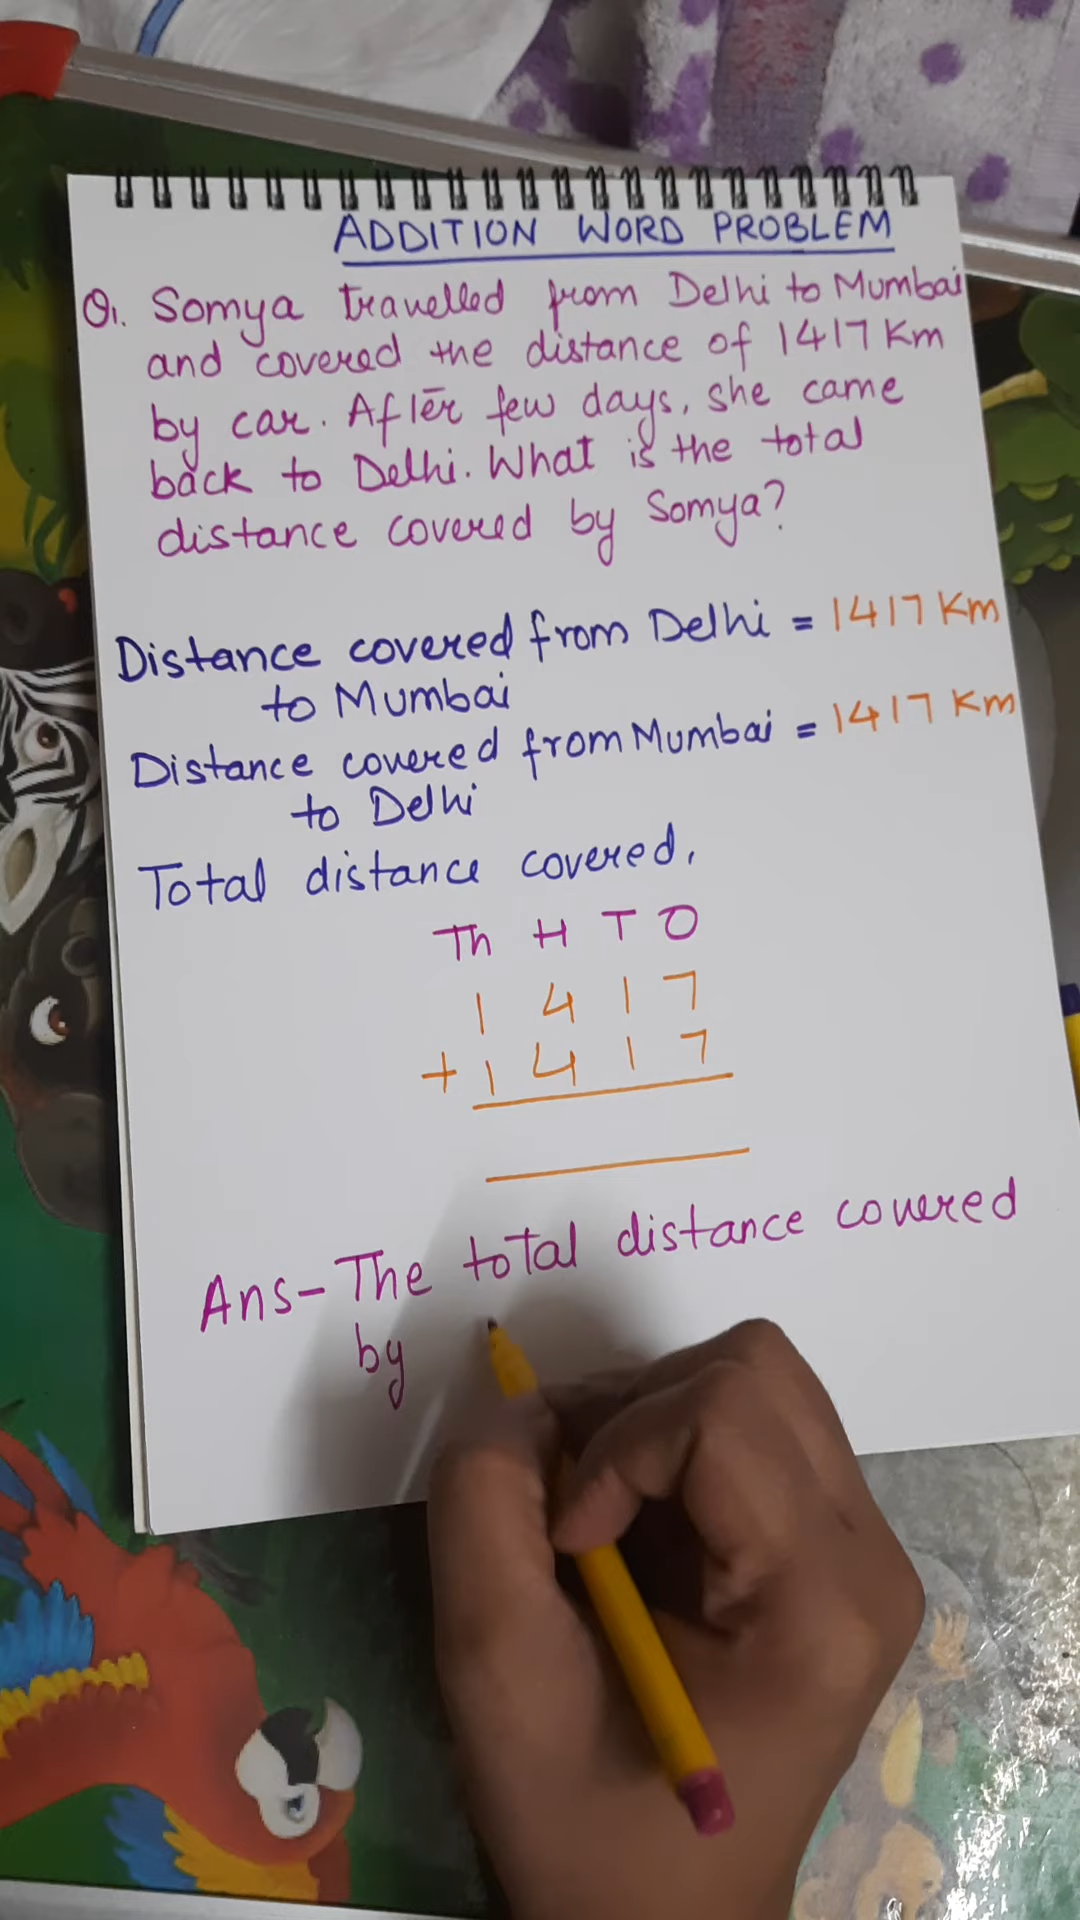 ADDITION WORD PROBLEM
Q1. Somya travelled from Delhi to Mumbai
and covered the distance of 1417 Km
by car. After few days, she came
back to Delhi. What is the total
distance covered by Somya?
Distance covered from Delhi = 1417 Km
to Mumbai
Distance covered from Mumbai = 1417 Km
to Delhi
Total distance covered,
Th H T O
1 4 1 7
+ 1 4 1 7
Ans- The total distance covered
by